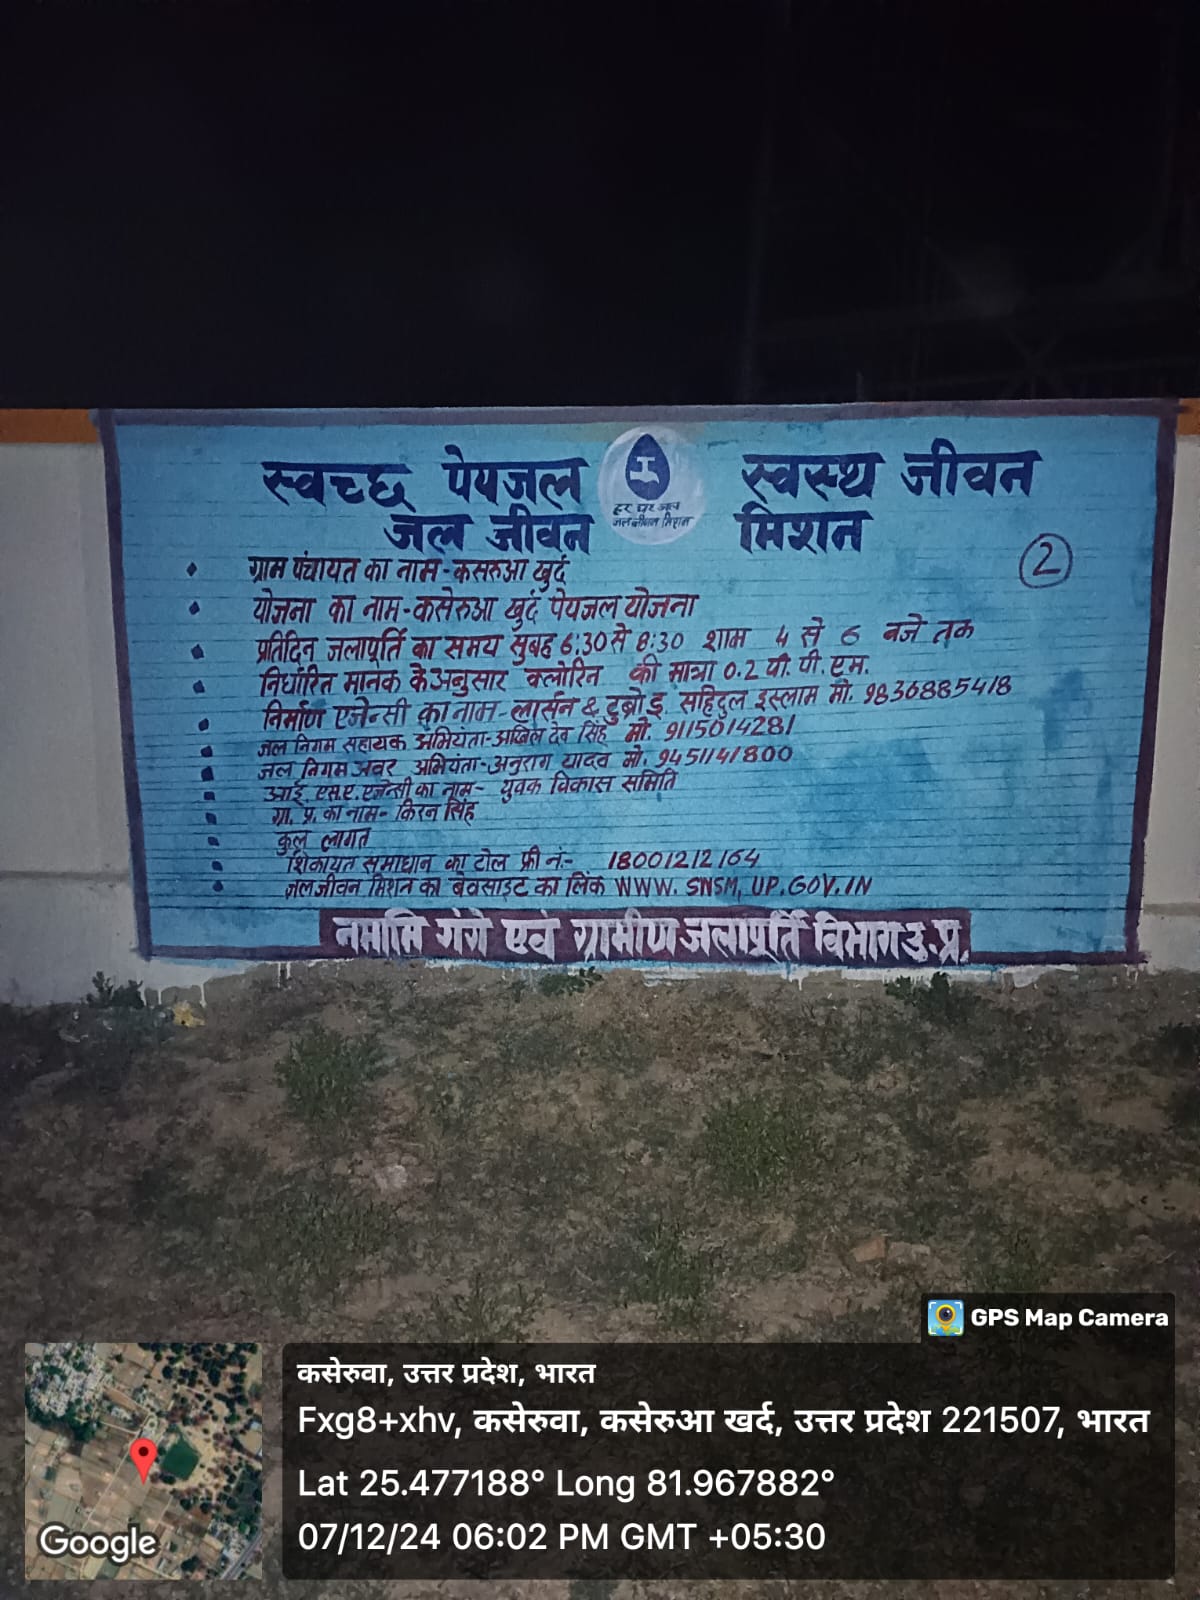 स्वच्छ पेयजल स्वस्थ जीवन
हर घर जल
जल जीवन मिशन
जल जीवन मिशन
2
ग्राम पंचायत का नाम-कसरुआ खुर्द
योजना का नाम-कसेरुआ खुर्द पेयजल योजना
प्रतिदिन जलापूर्ति का समय सुबह 6:30 से 8:30 शाम 4 से 6 बजे तक
निर्धारित मानक के अनुसार क्लोरिन की मात्रा 0.2 पी. पी. एम.
निर्माण एजेन्सी का नाम-लार्सन & टुब्रो इ. सहिदुल इस्लाम मो. 9836885418
जल निगम सहायक अभियंता-अखिल देव सिंह मो. 9115014281
जल निगम अवर अभियंता-अनुराग यादव मो. 9451141800
आई. एस.ए. एजेन्सी का नाम- युवक विकास समिति
ग्रा. प्र. का नाम- किरन सिंह
कुल लागत
शिकायत समाधान का टोल फ्री नं:- 18001212164
जल जीवन मिशन का बेवसाइट का लिंक WWW. SWSM, UP.GOV.IN
नमामि गंगे एवं ग्रामीण जलापूर्ति विभाग उ.प्र.
GPS Map Camera
कसेरुवा, उत्तर प्रदेश, भारत
Fxg8+xhv, कसेरुवा, कसेरुआ खर्द, उत्तर प्रदेश 221507, भारत
Lat 25.477188° Long 81.967882°
07/12/24 06:02 PM GMT +05:30
Google